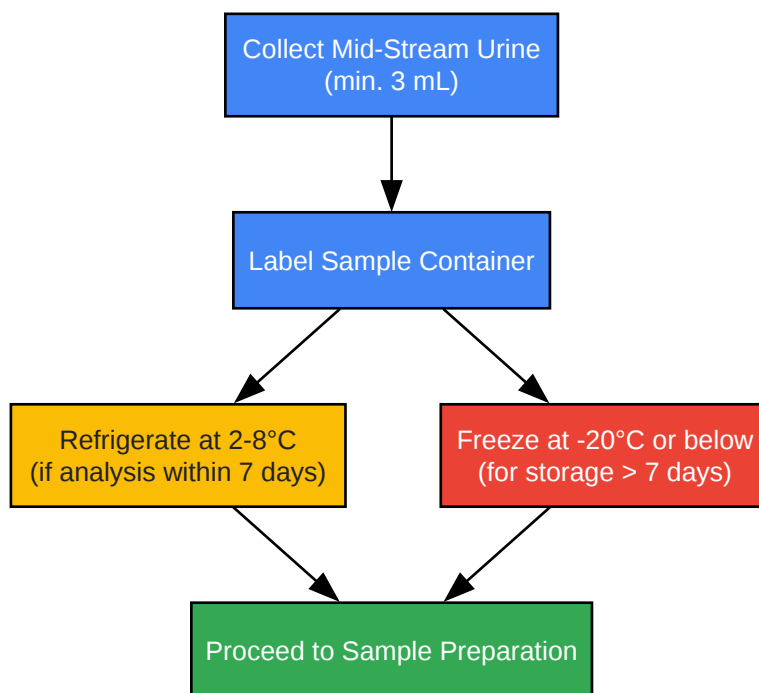 Collect Mid-Stream Urine
(min. 3 mL)
Label Sample Container
Refrigerate at 2-8°C
(if analysis within 7 days)
Freeze at -20°C or below
(for storage > 7 days)
Proceed to Sample Preparation